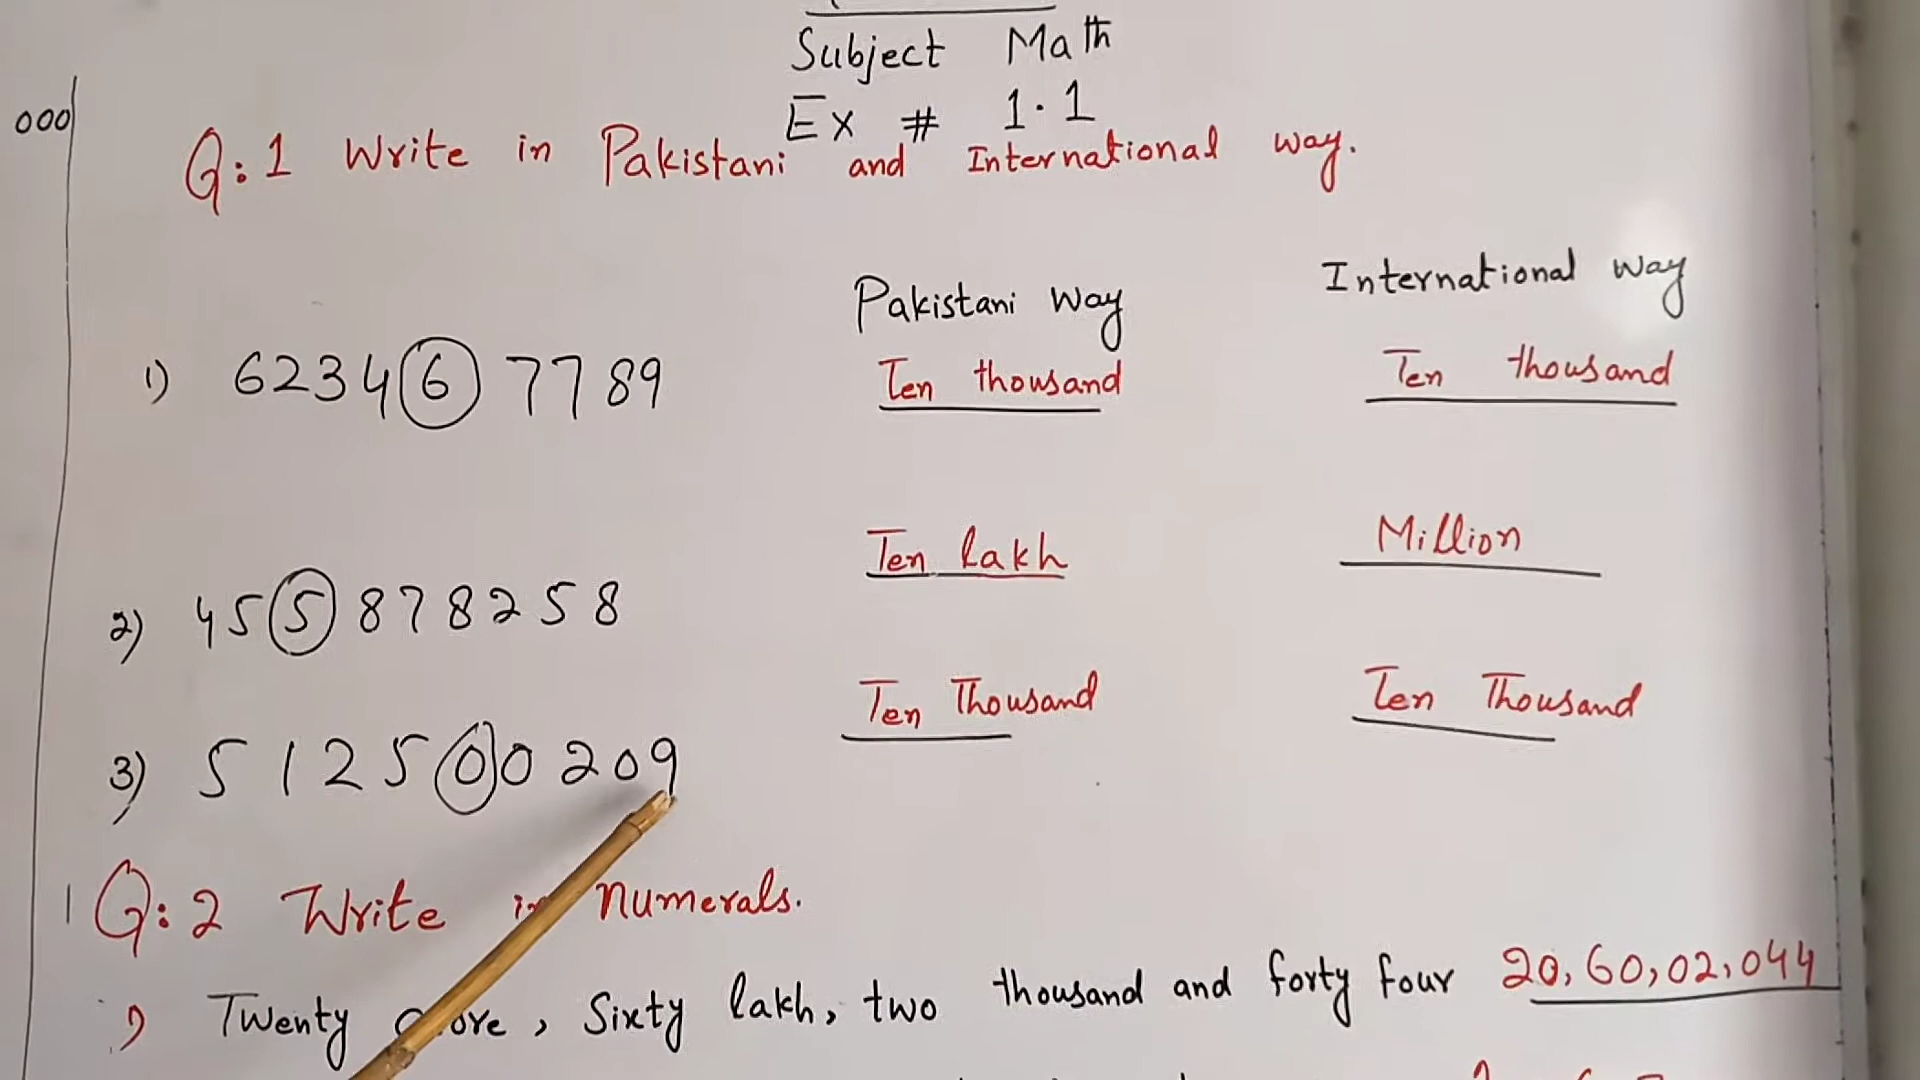 Subject Math
Ex # 1.1
000
Q:1 Write in Pakistani and International way.
Pakistani way International way
1) 623467789 Ten thousand Ten thousand
Ten lakh Million
2) 455878258
Ten Thousand Ten Thousand
3) 512500209
Q:2 Write in numerals.
Twenty , Sixty lakh, two thousand and forty four 20,60,02,044